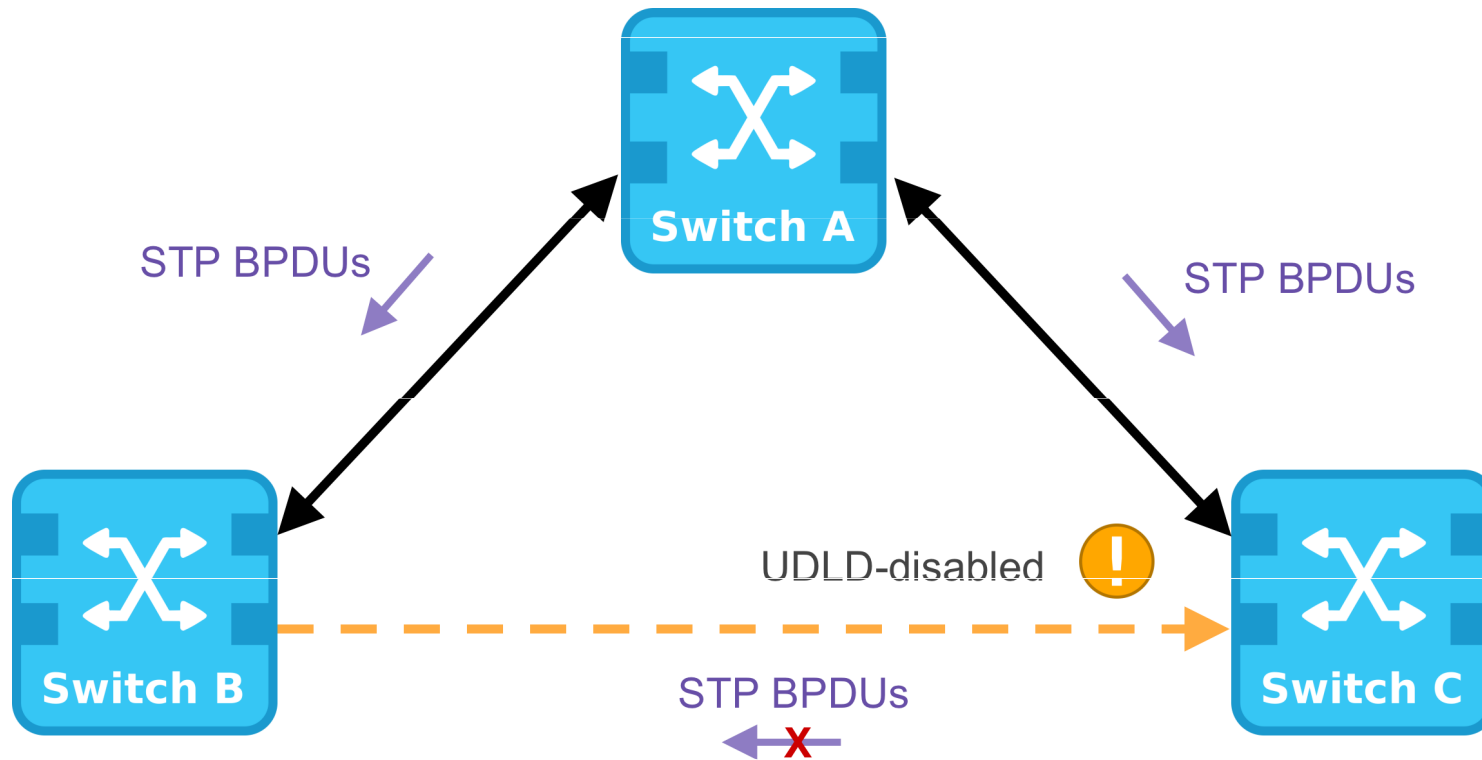 Switch A
STP BPDUs
STP BPDUs
UDLD-disabled
!
Switch B
STP BPDUs
X
Switch C